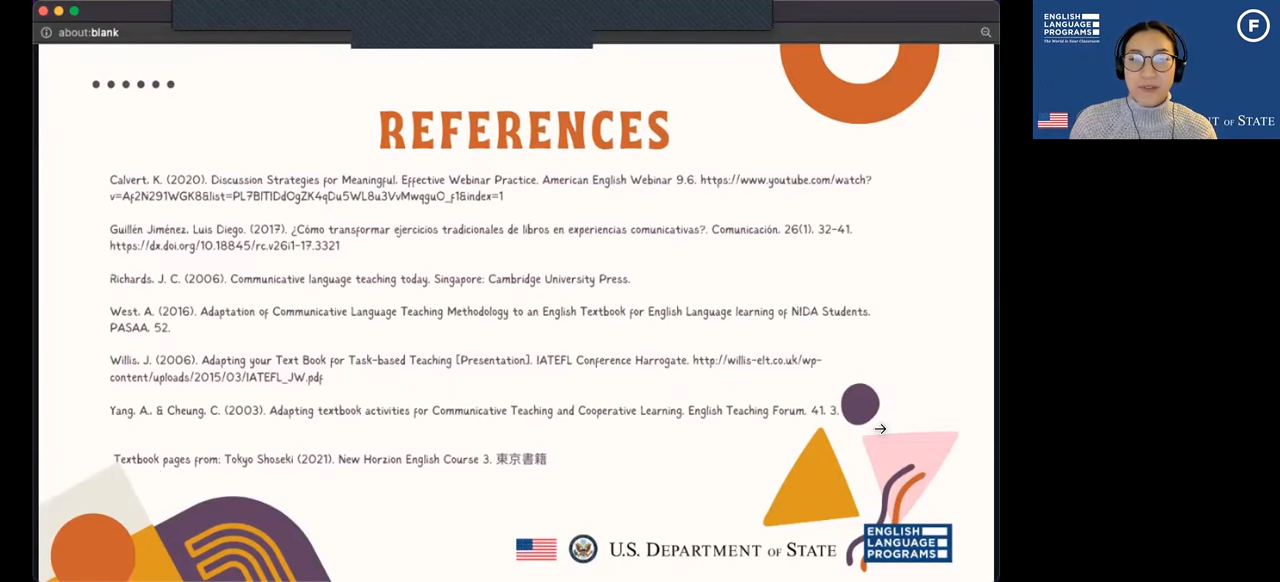 about:blank
REFERENCES
Calvert, K. (2020). Discussion Strategies for Meaningful, Effective Webinar Practice. American English Webinar 9.6. https://www.youtube.com/watch?
v=Af2N291WGK8&list=PL7BITIDdOgZK4qDu5WL8u3VvMwqguO_f1&index=1
Guillén Jiménez, Luis Diego. (2017). ¿Cómo transformar ejercicios tradicionales de libros en experiencias comunicativas?. Comunicación, 26(1), 32-41.
https://dx.doi.org/10.18845/rc.v26i1-17.3321
Richards, J. C. (2006). Communicative language teaching today. Singapore: Cambridge University Press.
West, A. (2016). Adaptation of Communicative Language Teaching Methodology to an English Textbook for English Language learning of NIDA Students.
PASAA, 52.
Willis, J. (2006). Adapting your Text Book for Task-based Teaching [Presentation]. IATEFL Conference Harrogate. http://willis-elt.co.uk/wp-
content/uploads/2015/03/IATEFL_JW.pdf
Yang, A., & Cheung, C. (2003). Adapting textbook activities for Communicative Teaching and Cooperative Learning. English Teaching Forum. 41, 3.
Textbook pages from: Tokyo Shoseki (2021). New Horzion English Course 3. 東京書籍
U.S. DEPARTMENT OF STATE
ENGLISH
LANGUAGE
PROGRAMS
ENGLISH
LANGUAGE
PROGRAMS
The World is Your Classroom
F
T OF STATE